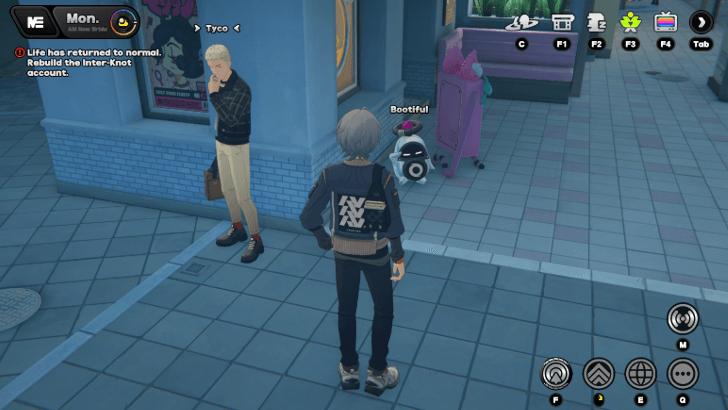 Mon.
Tyco
Life has returned to normal.
Rebuild the Inter-Knot
account.
Bootiful
C
F1
F2
F3
F4
Tab
M
F
E
Q